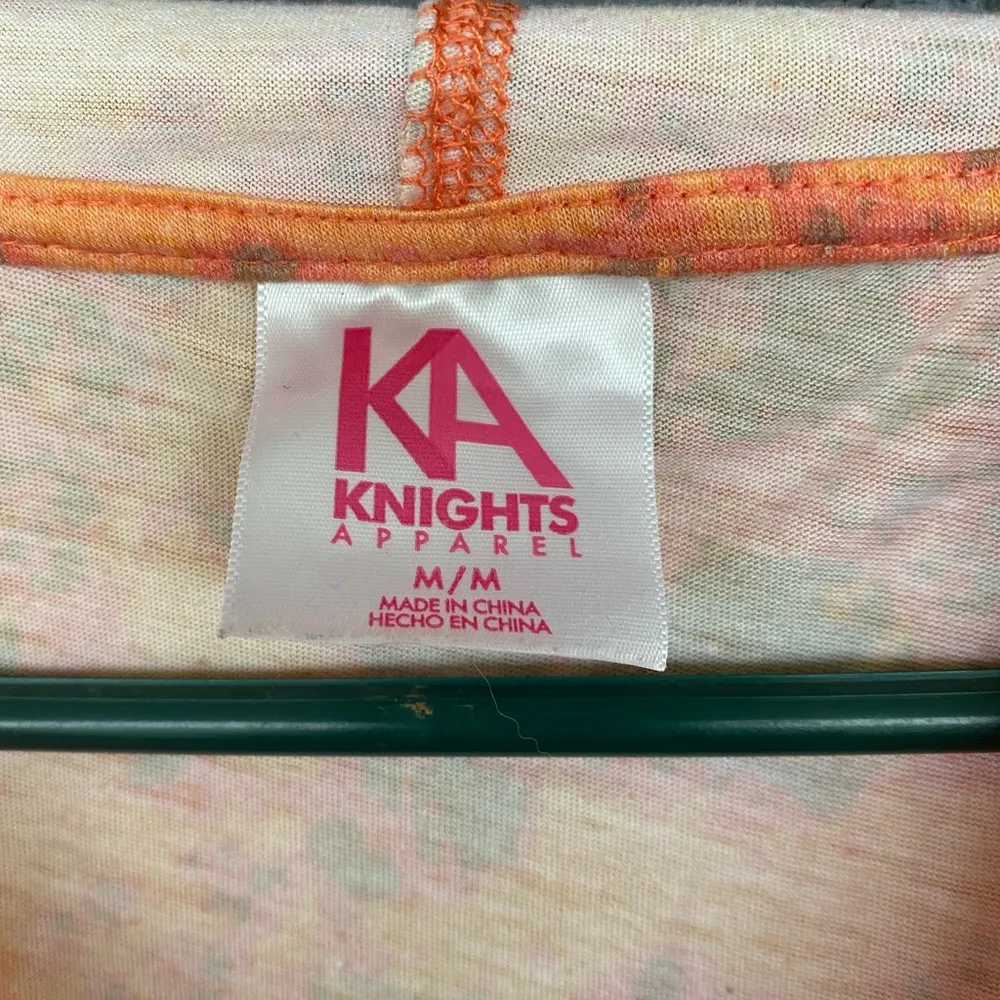 KA
KNIGHTS
APPAREL
M/M
MADE IN CHINA
HECHO EN CHINA